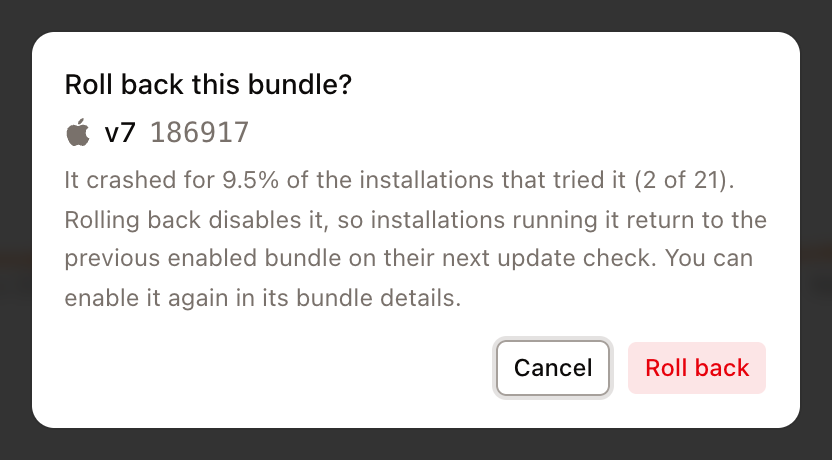 Roll back this bundle?
v7 186917
It crashed for 9.5% of the installations that tried it (2 of 21).
Rolling back disables it, so installations running it return to the
previous enabled bundle on their next update check. You can
enable it again in its bundle details.
Cancel Roll back